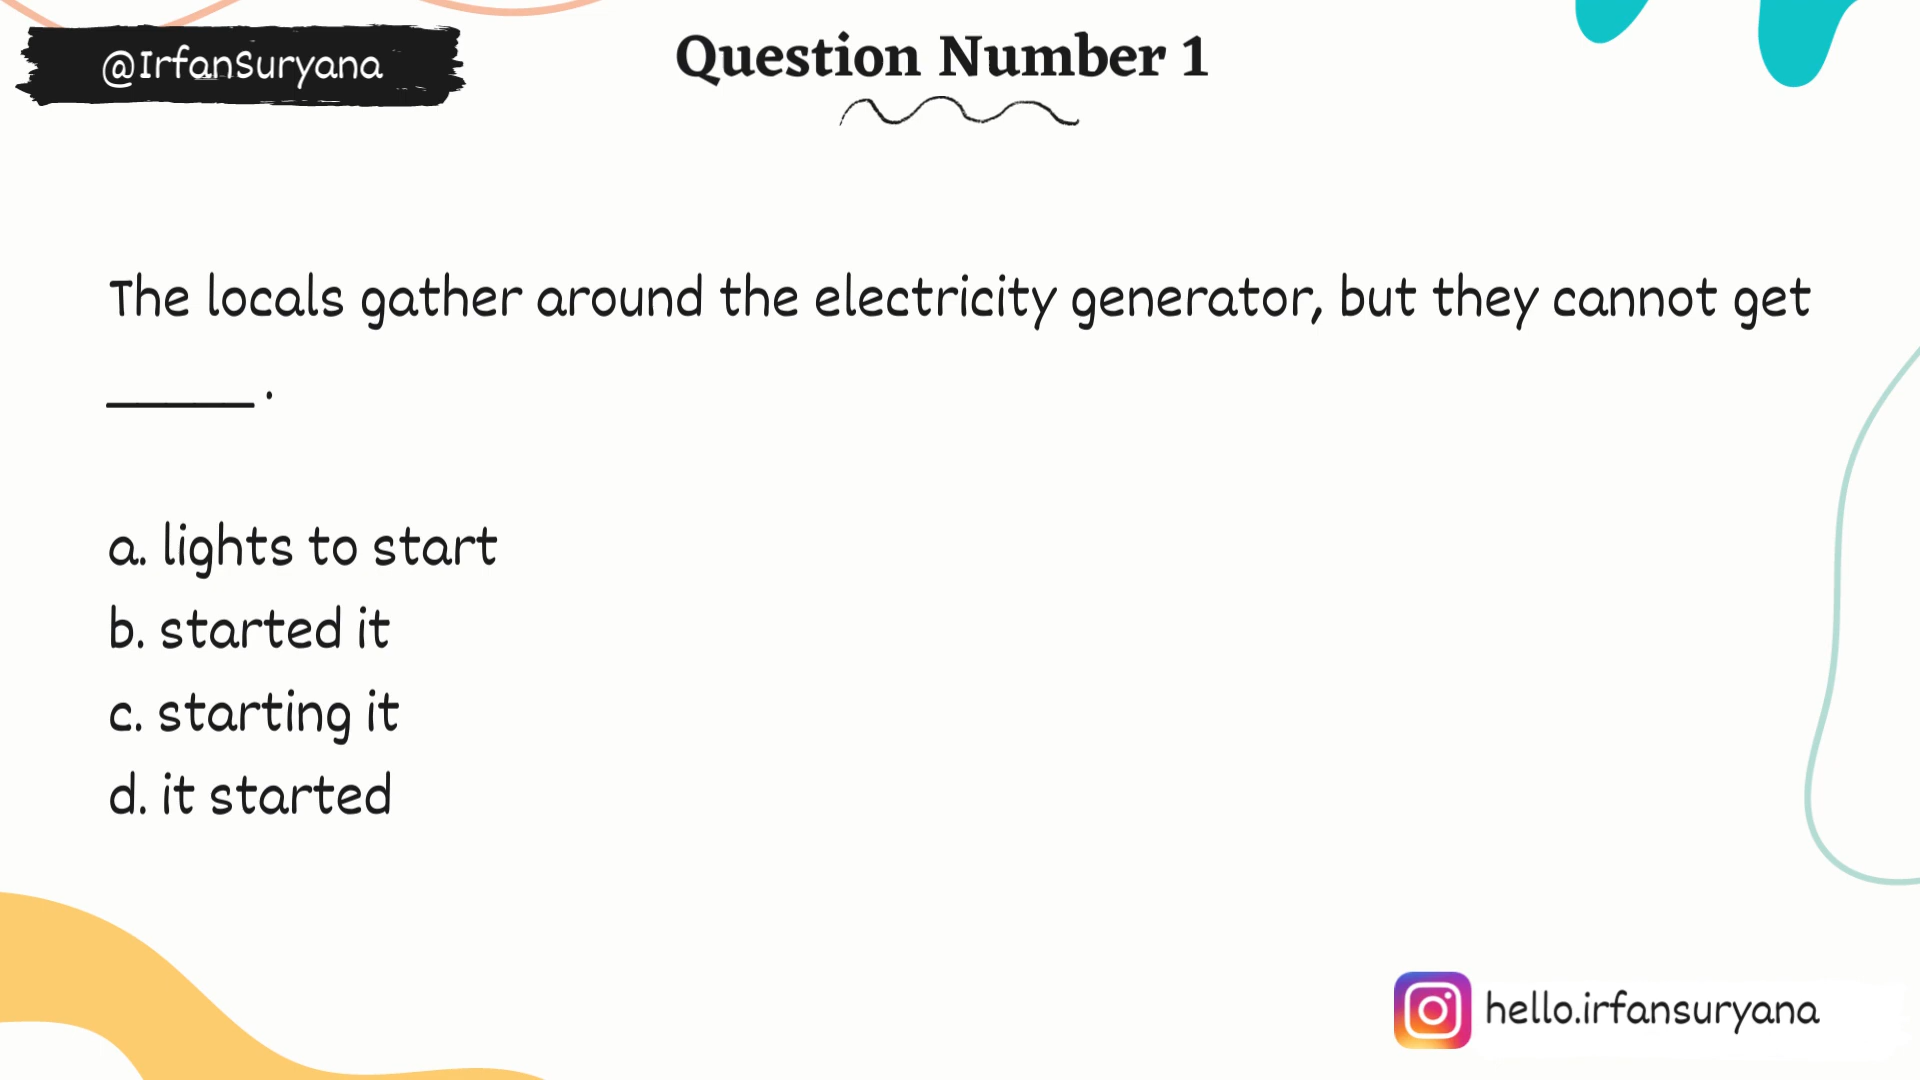 @IrfanSuryana
Question Number 1
The locals gather around the electricity generator, but they cannot get
_____ .
a. lights to start
b. started it
c. starting it
d. it started
hello.irfansuryana